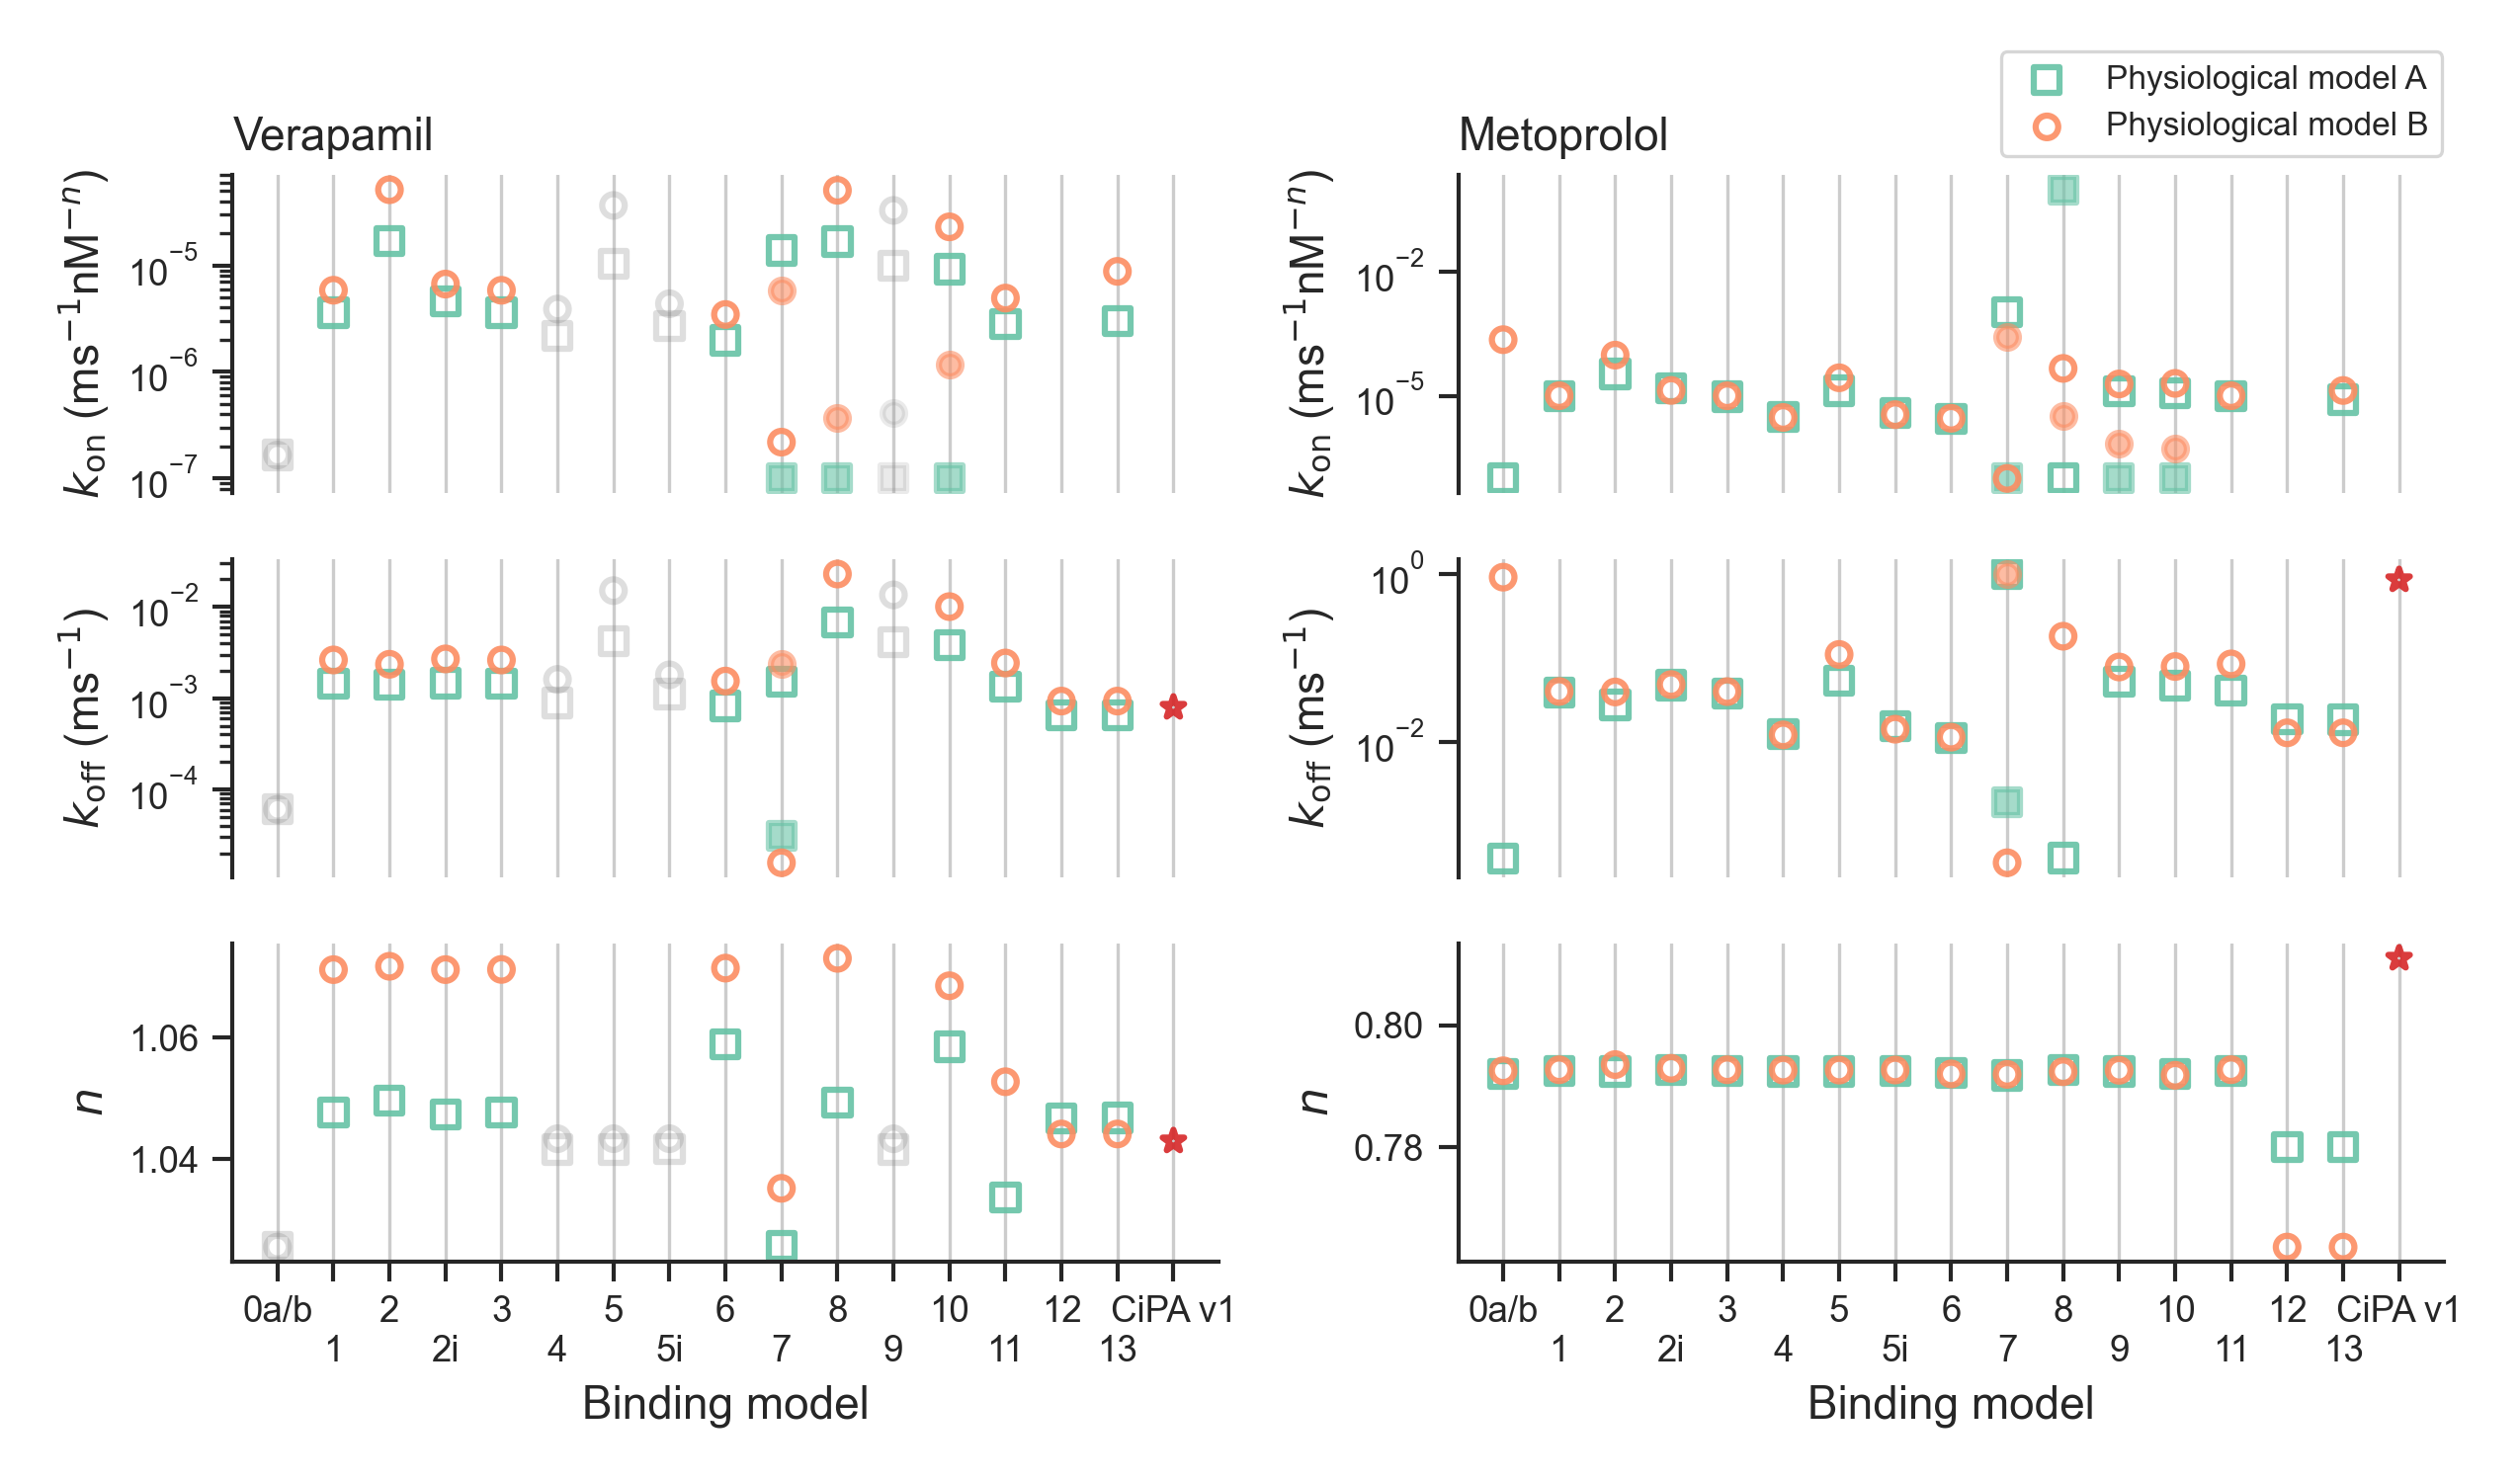 Physiological model A
Physiological model B
Verapamil
Metoprolol
k_on (ms^−1 nM^−n)
10^−5
10^−6
10^−7
k_on (ms^−1 nM^−n)
10^−2
10^−5
k_off (ms^−1)
10^−2
10^−3
10^−4
k_off (ms^−1)
10^0
10^−2
n
1.06
1.04
n
0.80
0.78
0a/b 2 3 5 6 8 10 12 CiPA v1
1 2i 4 5i 7 9 11 13
Binding model
0a/b 2 3 5 6 8 10 12 CiPA v1
1 2i 4 5i 7 9 11 13
Binding model